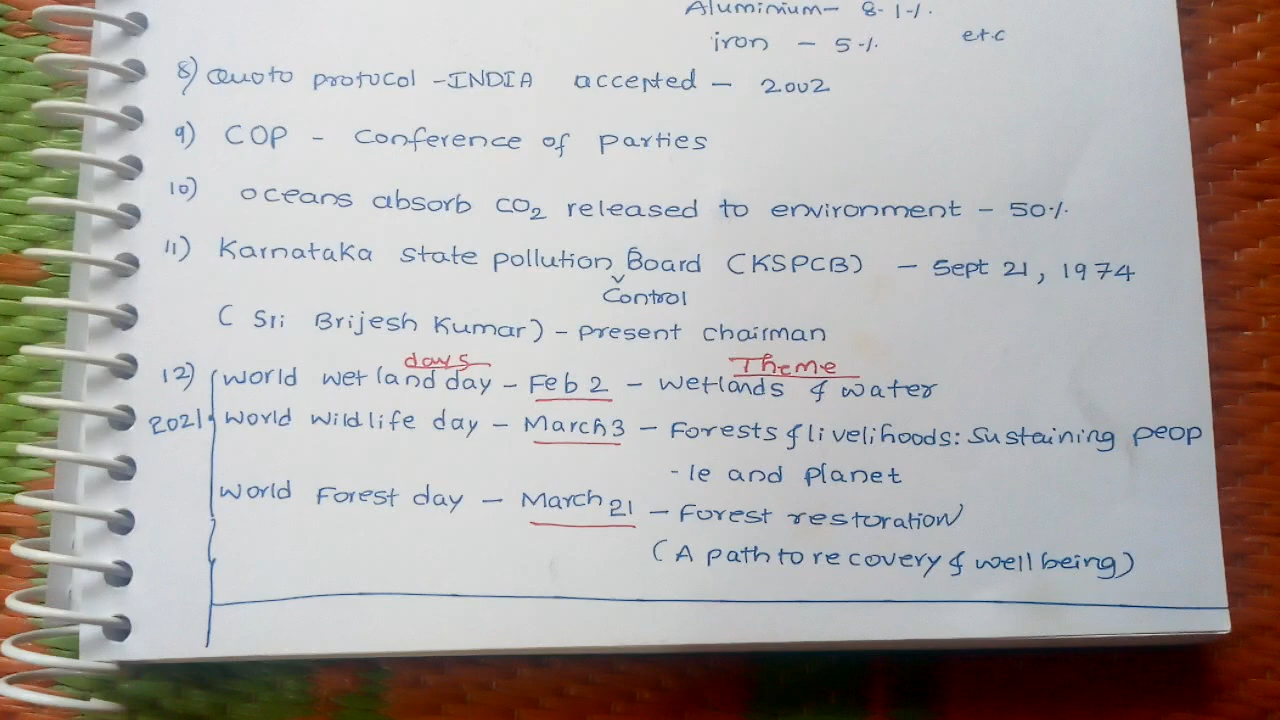 Aluminium - 8.1%.
iron - 5%. etc
8) Quoto protocol - INDIA accepted - 2002
9) COP - Conference of parties
10) oceans absorb CO2 released to environment - 50%.
11) Karnataka state pollution Board (KSPCB) - Sept 21, 1974
Control
(Sri Brijesh Kumar) - present chairman
days Theme
12) World wetland day - Feb 2 - wetlands & water
2021 World wildlife day - March 3 - Forests & livelihoods: Sustaining peop
-le and planet
World Forest day - March 21 - Forest restoration
(A path to recovery & well being)